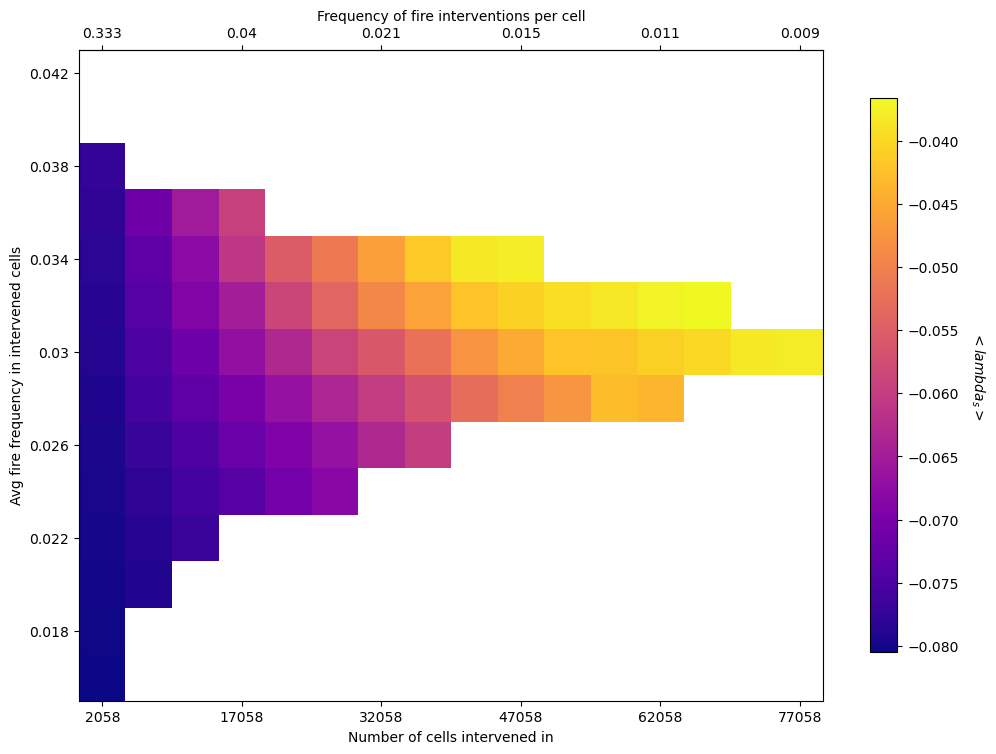 Frequency of fire interventions per cell
0.333 0.04 0.021 0.015 0.011 0.009
0.042
0.038
0.034
0.03
0.026
0.022
0.018
Avg fire frequency in intervened cells
2058 17058 32058 47058 62058 77058
Number of cells intervened in
−0.040
−0.045
−0.050
−0.055
−0.060
−0.065
−0.070
−0.075
−0.080
< lambda_s >